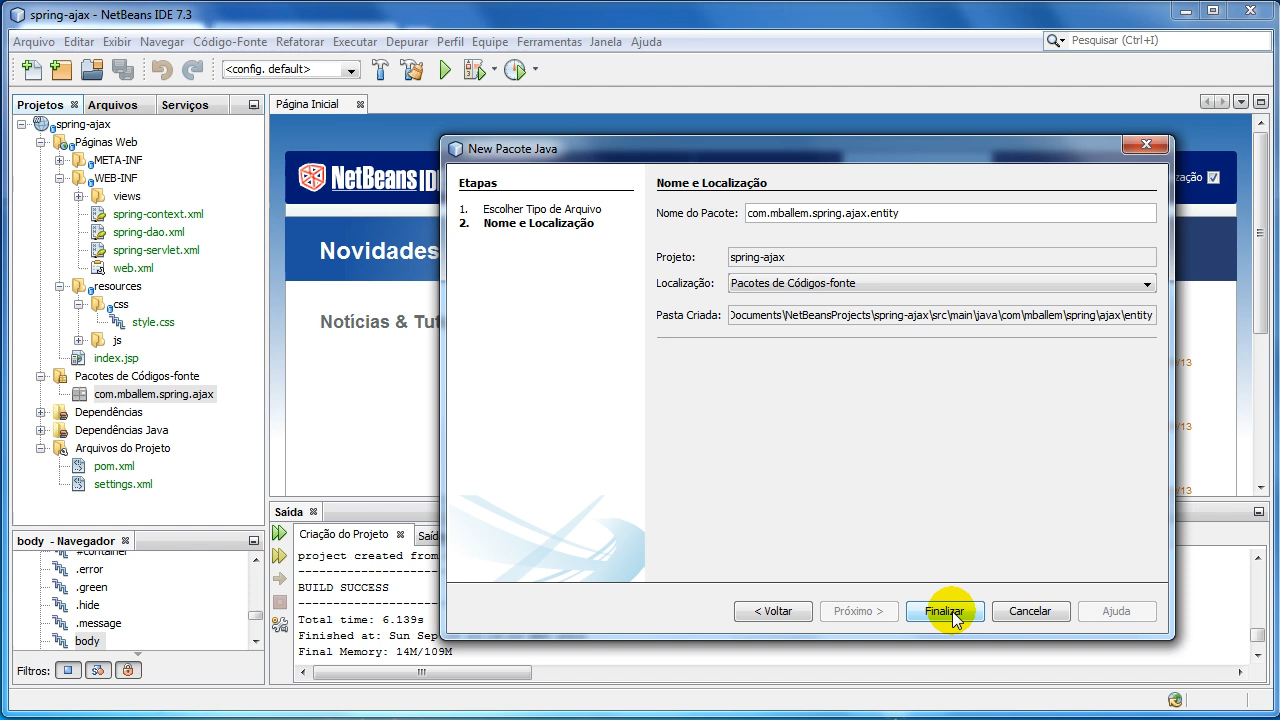 spring-ajax - NetBeans IDE 7.3
Arquivo Editar Exibir Navegar Código-Fonte Refatorar Executar Depurar Perfil Equipe Ferramentas Janela Ajuda
Pesquisar (Ctrl+I)
<config. default>
Projetos Arquivos Serviços
Página Inicial
spring-ajax
Páginas Web
META-INF
WEB-INF
views
spring-context.xml
spring-dao.xml
spring-servlet.xml
web.xml
resources
css
style.css
js
index.jsp
Pacotes de Códigos-fonte
com.mballem.spring.ajax
Dependências
Dependências Java
Arquivos do Projeto
pom.xml
settings.xml
NetBeans ID
Novidades
Notícias & Tu
New Pacote Java
Etapas
1. Escolher Tipo de Arquivo
2. Nome e Localização
Nome e Localização
Nome do Pacote: com.mballem.spring.ajax.entity
Projeto: spring-ajax
Localização: Pacotes de Códigos-fonte
Pasta Criada: Documents\NetBeansProjects\spring-ajax\src\main\java\com\mballem\spring\ajax\entity
< Voltar Próximo > Finalizar Cancelar Ajuda
zação
/13
/13
/13
body - Navegador
#container
.error
.green
.hide
.message
body
Filtros:
Saída
Criação do Projeto
Saíd
project created from
BUILD SUCCESS
Total time: 6.139s
Finished at: Sun Sep
Final Memory: 14M/109M